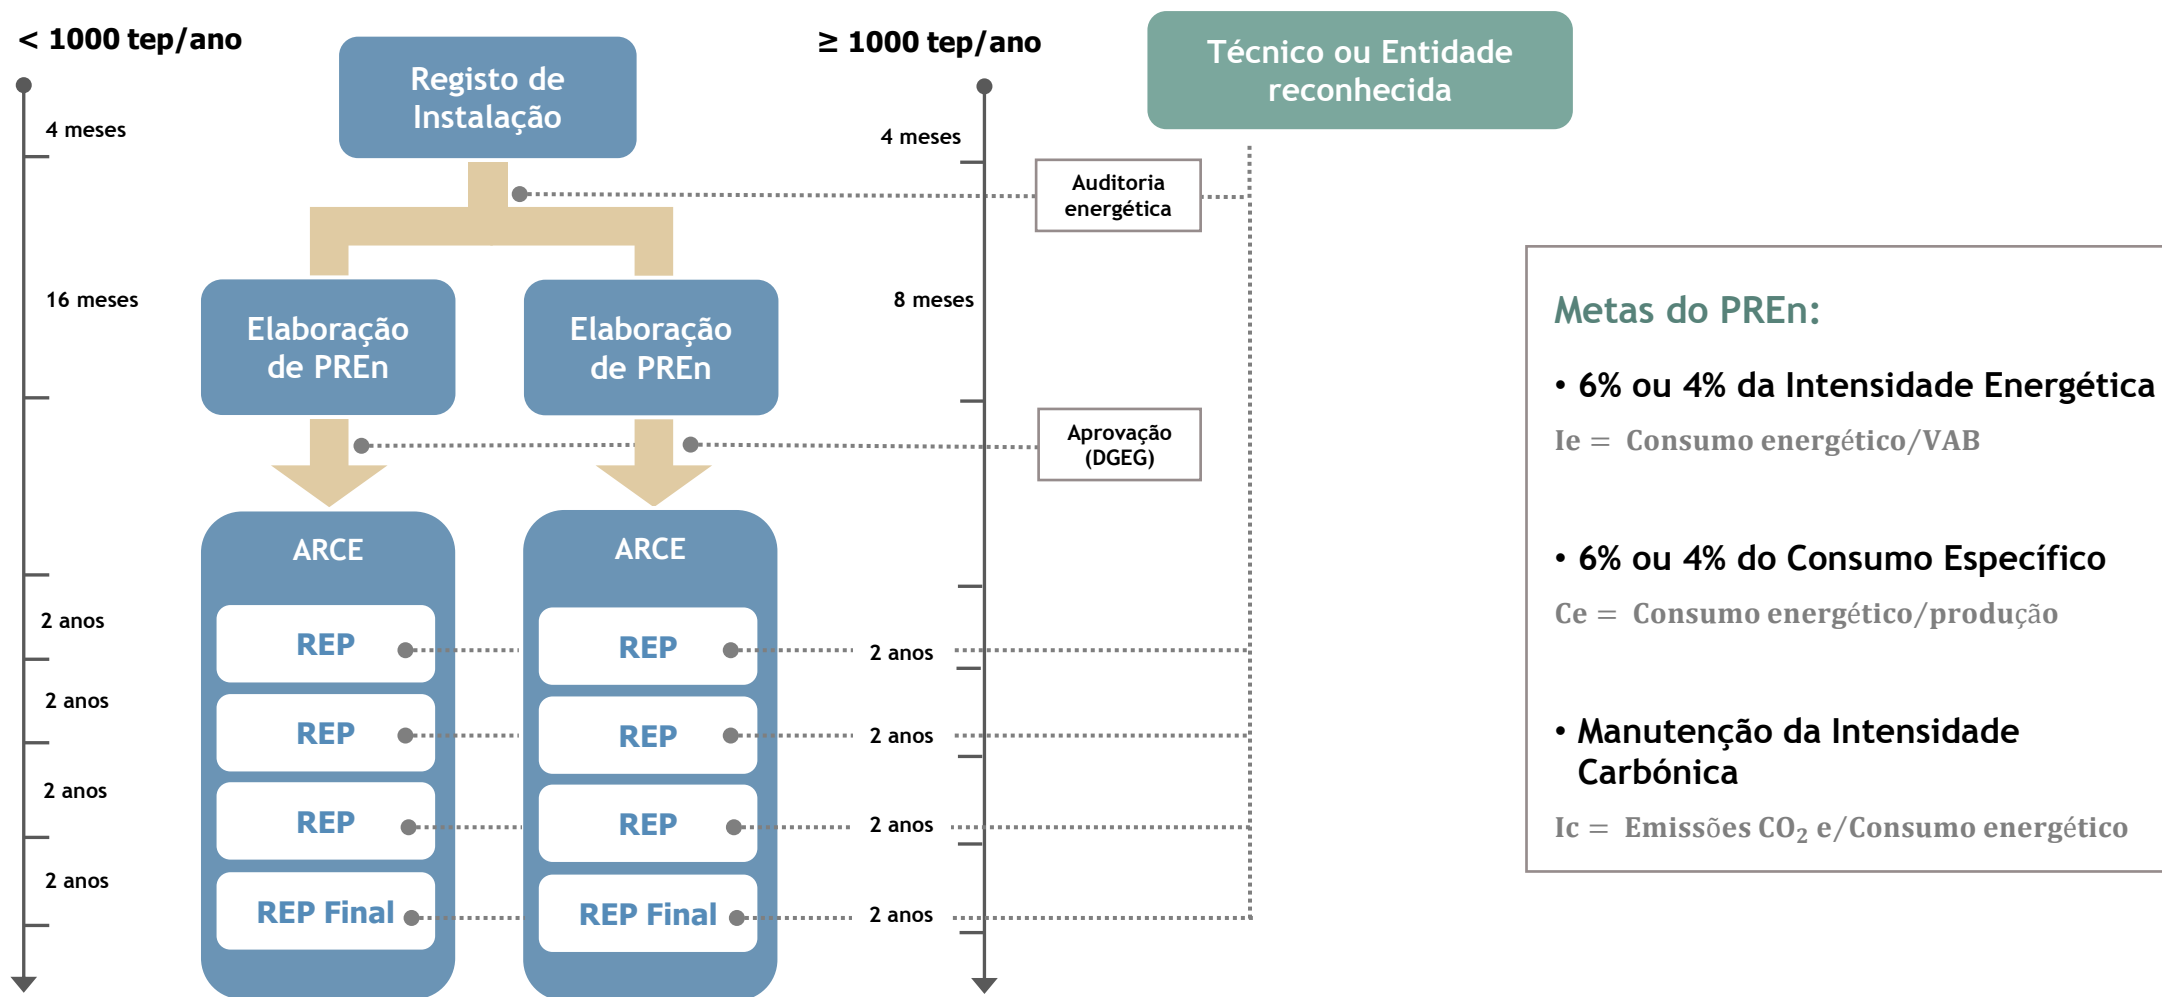 < 1000 tep/ano
4 meses
16 meses
2 anos
2 anos
2 anos
2 anos
Registo de
Instalação
Elaboração
de PREn
Elaboração
de PREn
ARCE
REP
REP
REP
REP Final
ARCE
REP
REP
REP
REP Final
≥ 1000 tep/ano
4 meses
8 meses
2 anos
2 anos
2 anos
2 anos
Técnico ou Entidade
reconhecida
Auditoria
energética
Aprovação
(DGEG)
Metas do PREn:
• 6% ou 4% da Intensidade Energética
Ie = Consumo energético/VAB
• 6% ou 4% do Consumo Específico
Ce = Consumo energético/produção
• Manutenção da Intensidade
Carbónica
Ic = Emissões CO₂ e/Consumo energético